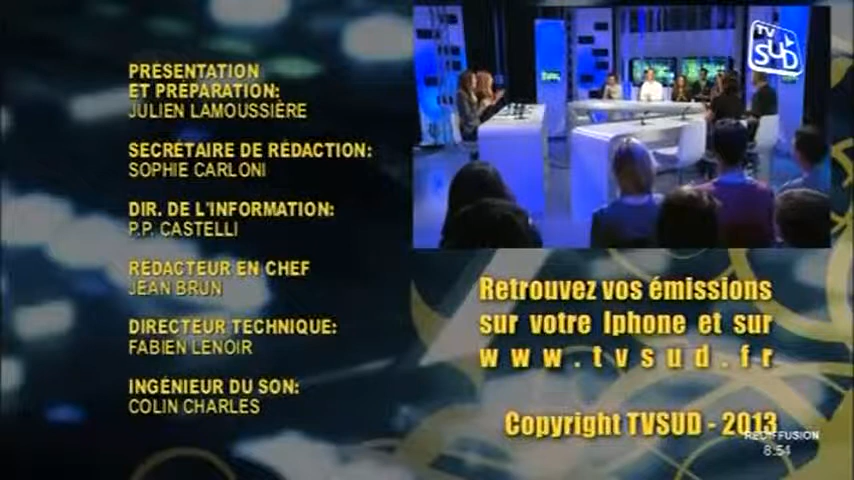 PRÉSENTATION
ET PRÉPARATION:
JULIEN LAMOUSSIÈRE
SECRÉTAIRE DE RÉDACTION:
SOPHIE CARLONI
DIR. DE L'INFORMATION:
P.P. CASTELLI
RÉDACTEUR EN CHEF
JEAN BRUN
DIRECTEUR TECHNIQUE:
FABIEN LENOIR
INGÉNIEUR DU SON:
COLIN CHARLES
TV
SUD
Retrouvez vos émissions
sur votre Iphone et sur
www.tvsud.fr
Copyright TVSUD - 2013
REDIFFUSION
8:51